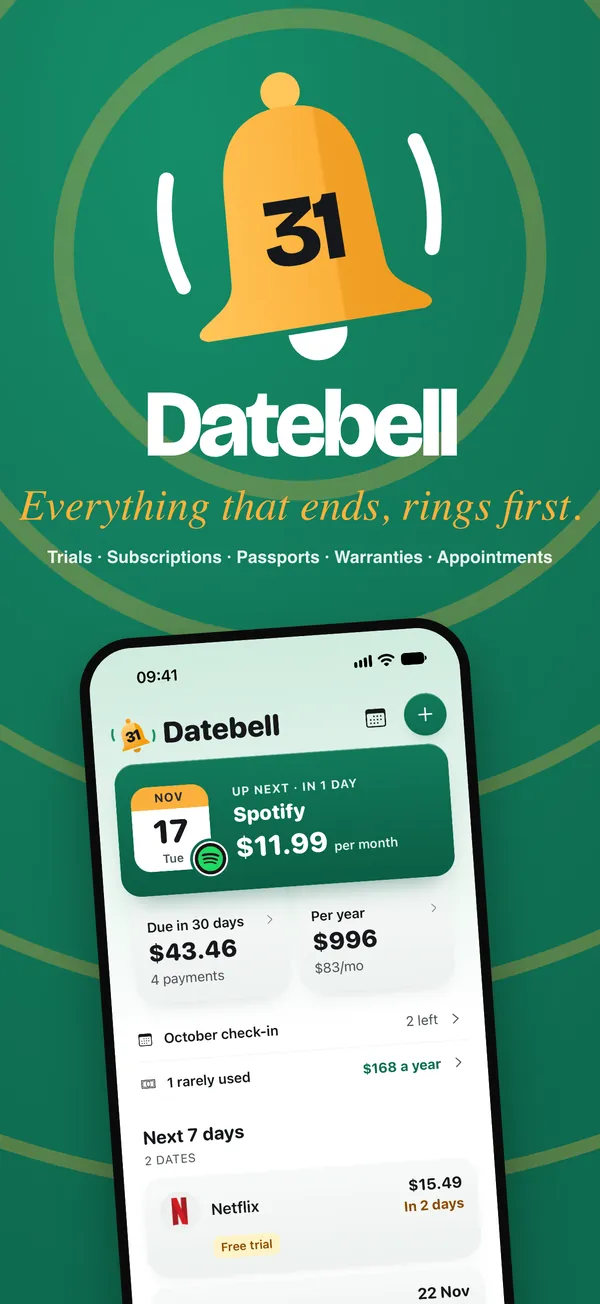 31
Datebell
Everything that ends, rings first.
Trials · Subscriptions · Passports · Warranties · Appointments
09:41
31 Datebell
NOV
17
Tue
UP NEXT · IN 1 DAY
Spotify
$11.99 per month
Due in 30 days
$43.46
4 payments
Per year
$996
$83/mo
October check-in 2 left
1 rarely used $168 a year
Next 7 days
2 DATES
N Netflix $15.49
In 2 days
Free trial
22 Nov